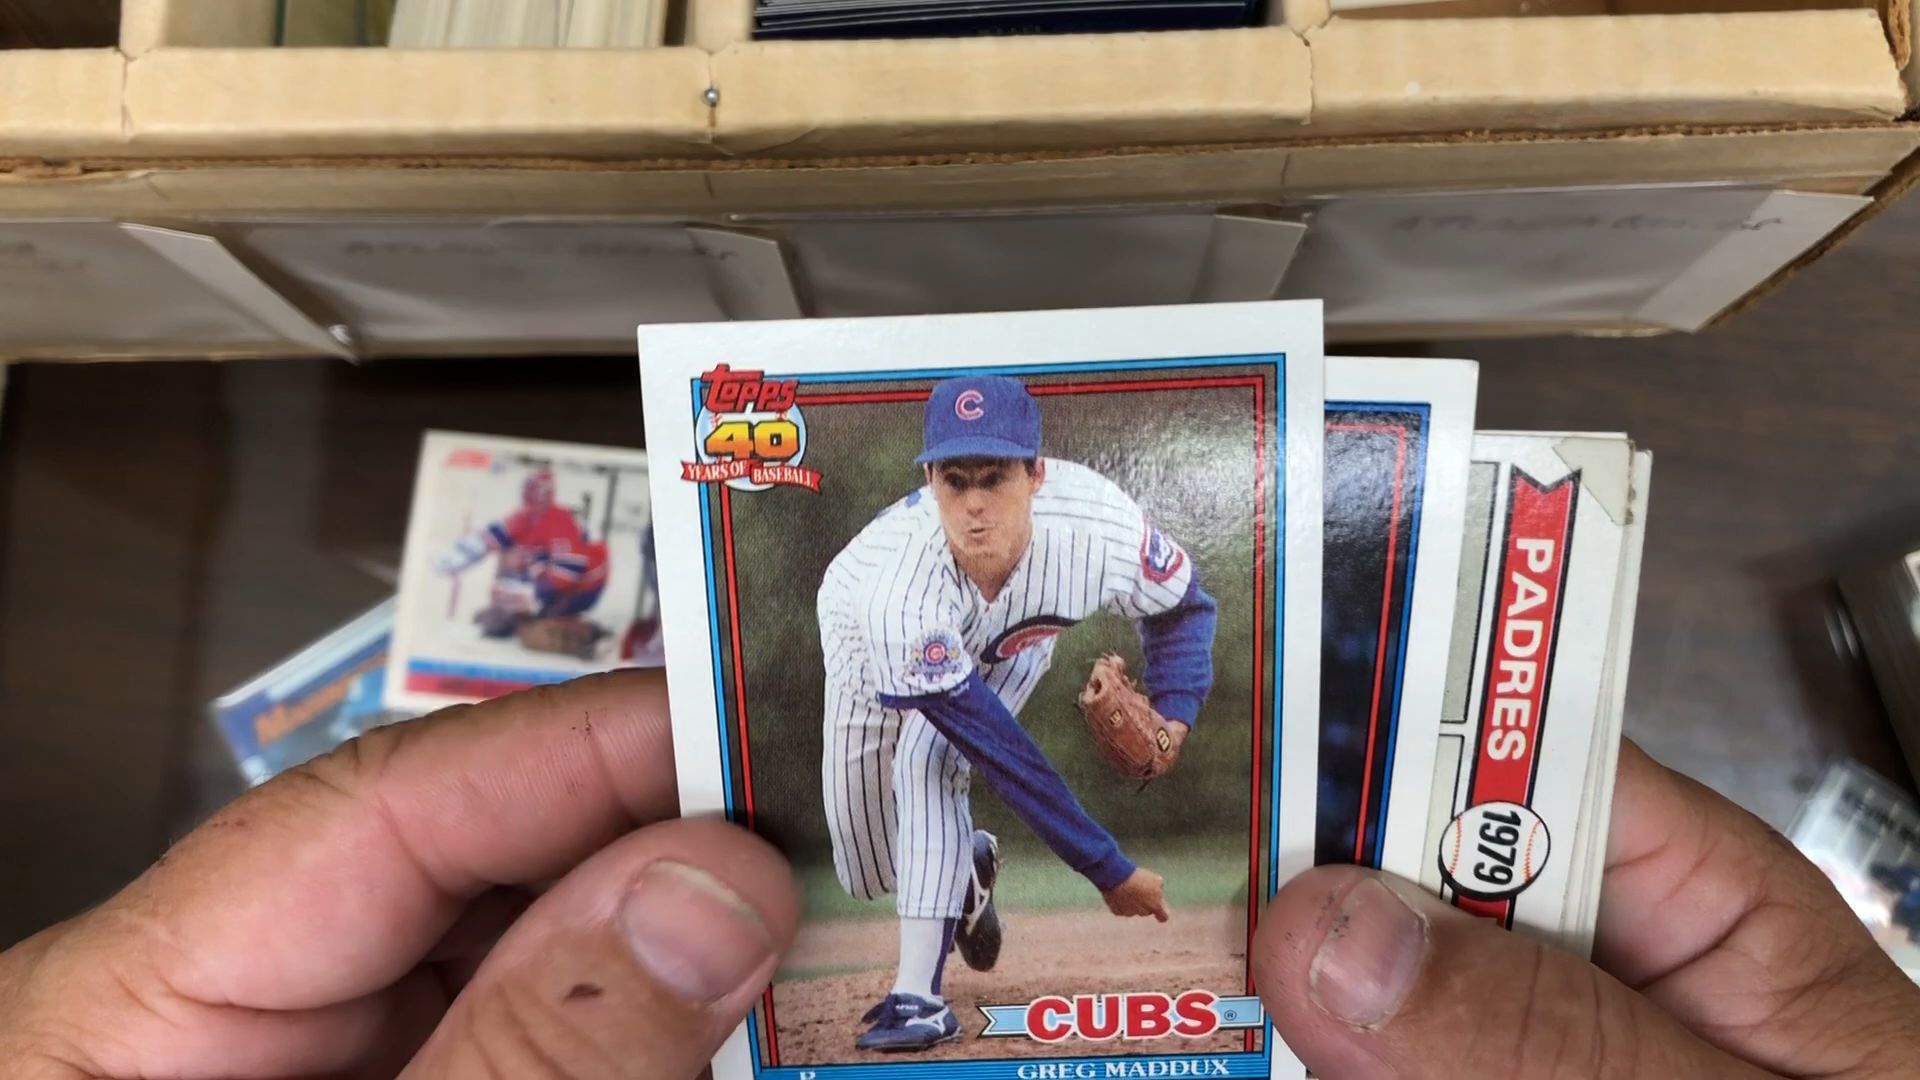 topps
40
YEARS OF BASEBALL
C
CUBS®
P GREG MADDUX
PADRES
1979